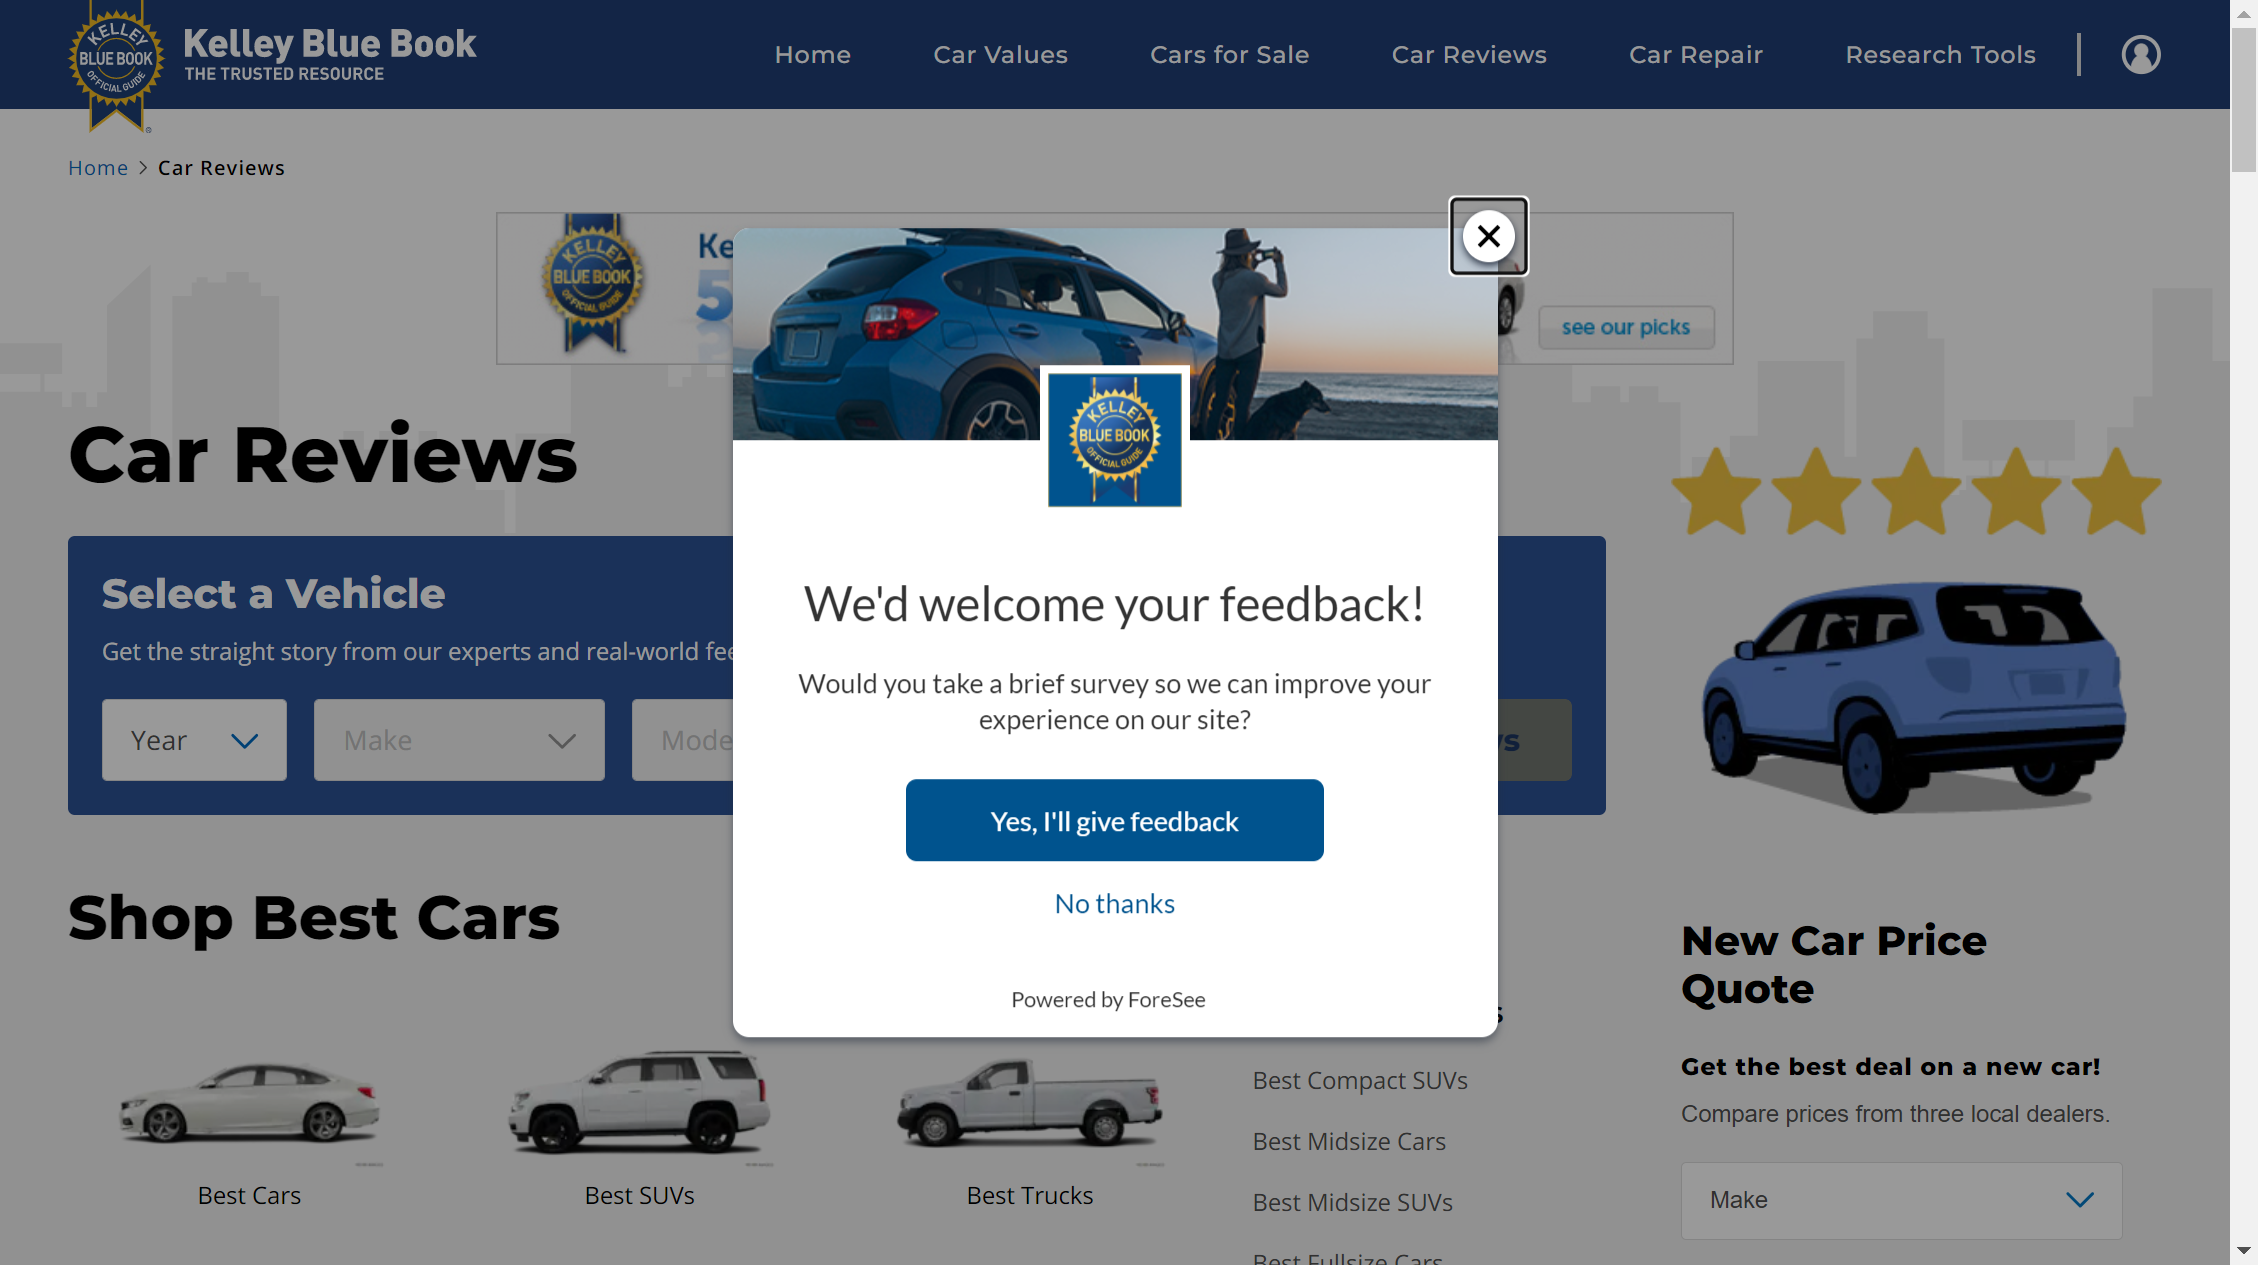 KELLEY
BLUE BOOK
OFFICIAL GUIDE
Kelley Blue Book
THE TRUSTED RESOURCE
Home
Car Values
Cars for Sale
Car Reviews
Car Repair
Research Tools
Home > Car Reviews
KELLEY
BLUE BOOK
OFFICIAL GUIDE
Ke
5
see our picks
KELLEY
BLUE BOOK
OFFICIAL GUIDE
Car Reviews
Select a Vehicle
Get the straight story from our experts and real-world fee
Year
Make
Mode
s
We'd welcome your feedback!
Would you take a brief survey so we can improve your
experience on our site?
Yes, I'll give feedback
No thanks
Powered by ForeSee
Shop Best Cars
Best Cars
Best SUVs
Best Trucks
s
Best Compact SUVs
Best Midsize Cars
Best Midsize SUVs
Best Fullsize Cars
New Car Price
Quote
Get the best deal on a new car!
Compare prices from three local dealers.
Make